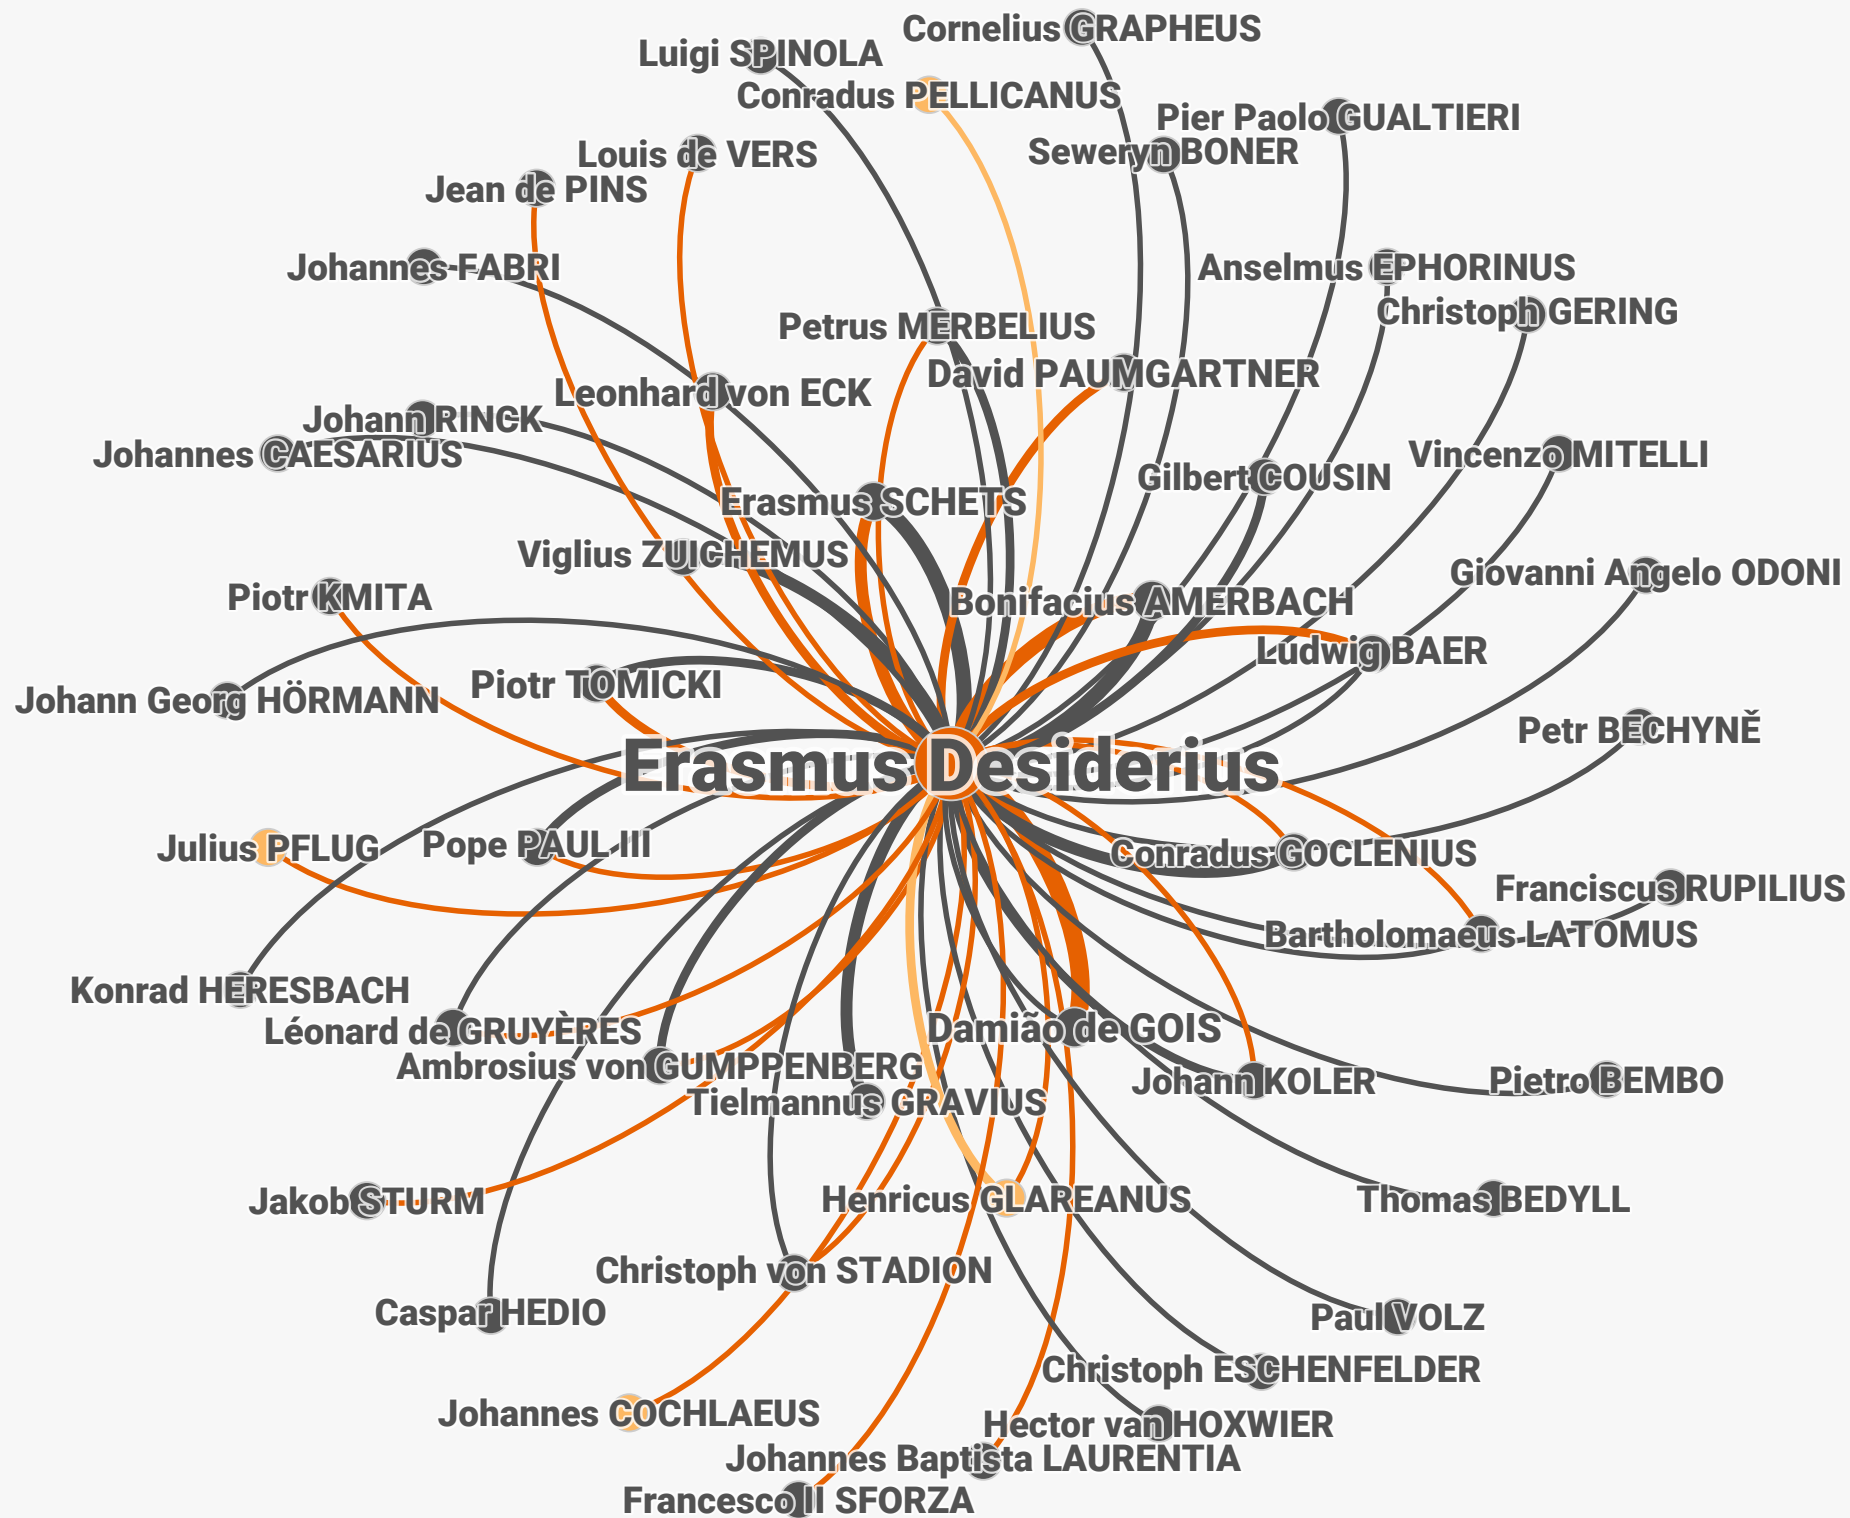 Cornelius GRAPHEUS
Luigi SPINOLA
Conradus PELLICANUS
Pier Paolo GUALTIERI
Seweryn BONER
Louis de VERS
Jean de PINS
Johannes FABRI
Anselmus EPHORINUS
Christoph GERING
Petrus MERBELIUS
David PAUMGARTNER
Leonhard von ECK
Johann RINCK
Johannes CAESARIUS
Vincenzo MITELLI
Gilbert COUSIN
Erasmus SCHETS
Viglius ZUICHEMUS
Giovanni Angelo ODONI
Piotr KMITA
Bonifacius AMERBACH
Ludwig BAER
Piotr TOMICKI
Johann Georg HÖRMANN
Petr BECHYNĚ
Erasmus Desiderius
Julius PFLUG
Pope PAUL III
Conradus GOCLENIUS
Franciscus RUPILIUS
Bartholomaeus LATOMUS
Konrad HERESBACH
Léonard de GRUYÈRES
Damião de GOIS
Ambrosius von GUMPPENBERG
Johann KOLER
Pietro BEMBO
Tielmannus GRAVIUS
Jakob STURM
Henricus GLAREANUS
Thomas BEDYLL
Christoph von STADION
Caspar HEDIO
Paul VOLZ
Christoph ESCHENFELDER
Johannes COCHLAEUS
Hector van HOXWIER
Johannes Baptista LAURENTIA
Francesco II SFORZA